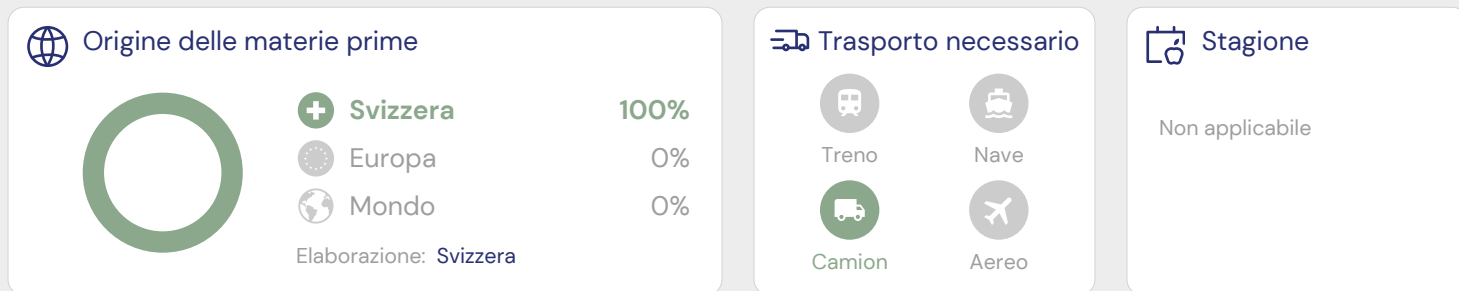 Origine delle materie prime
Svizzera 100%
Europa 0%
Mondo 0%
Elaborazione: Svizzera
Trasporto necessario
Treno
Nave
Camion
Aereo
Stagione
Non applicabile